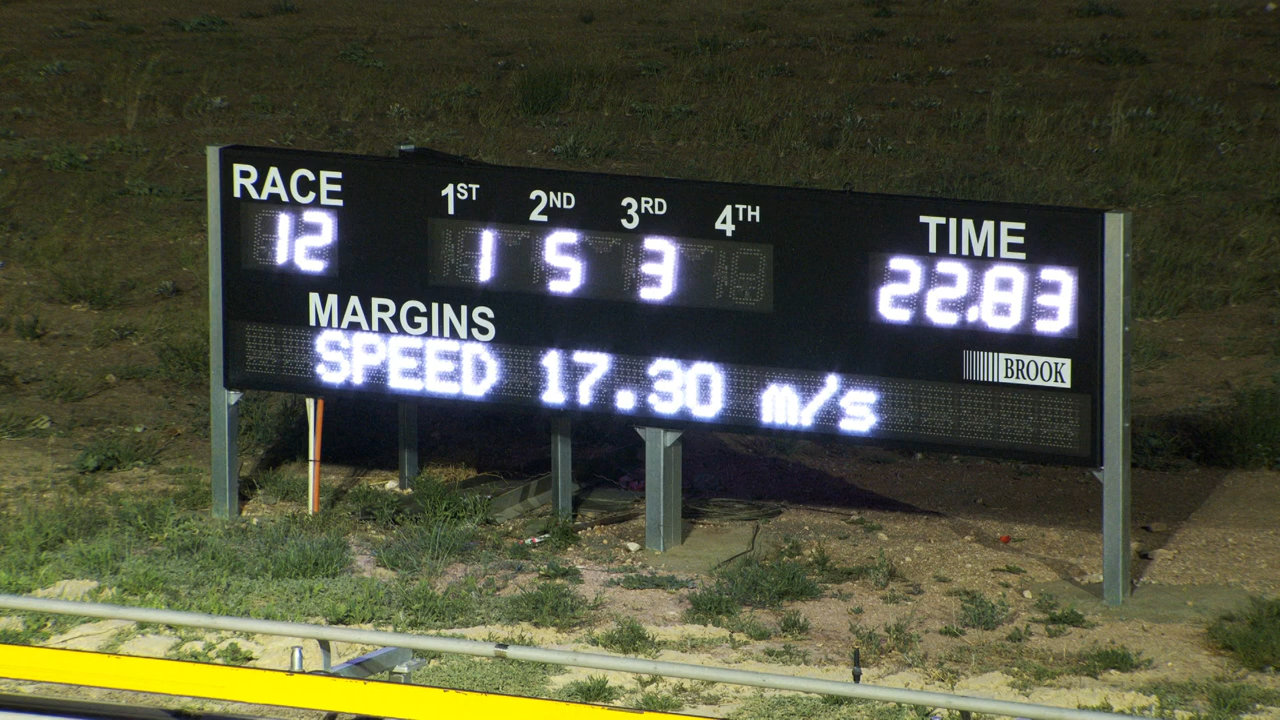 RACE 1ST 2ND 3RD 4TH TIME
12 1 5 3 22.83
MARGINS
SPEED 17.30 m/s
BROOK